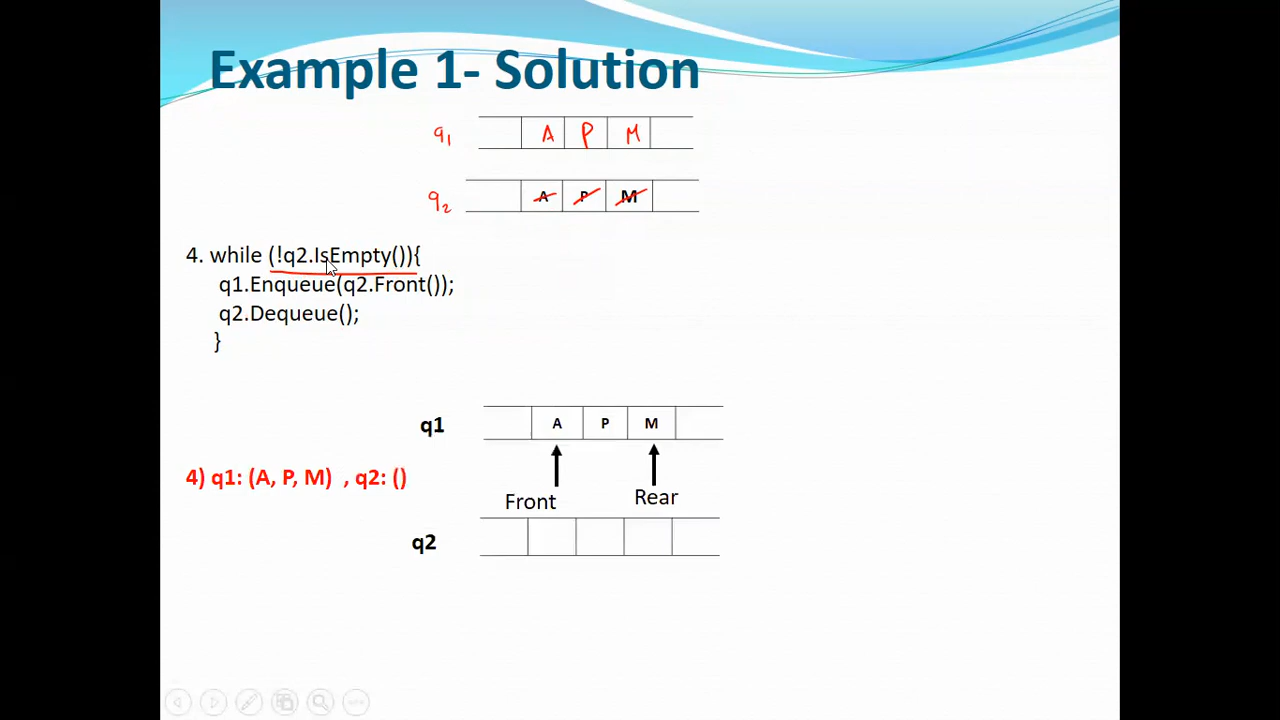 Example 1- Solution
q1 A P M
q2 A P M
4. while (!q2.IsEmpty()){
q1.Enqueue(q2.Front());
q2.Dequeue();
}
q1 A P M
4) q1: (A, P, M) , q2: ()
Front Rear
q2